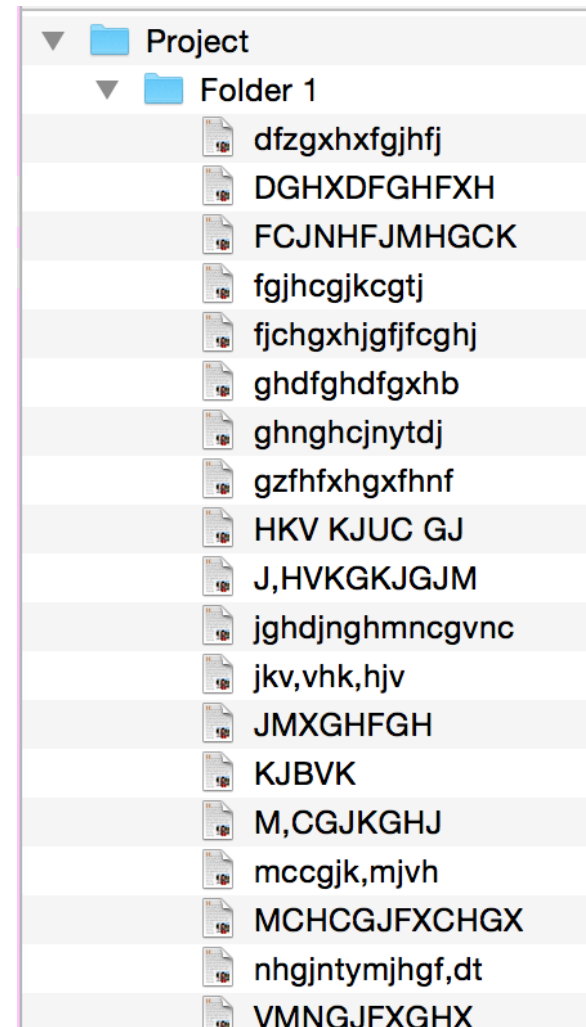 Project
Folder 1
dfzgxhxfgjhfj
DGHXDFGHFXH
FCJNHFJMHGCK
fgjhcgjkcgtj
fjchgxhjgfjfcghj
ghdfghdfgxhb
ghnghcjnytdj
gzfhfxhgxfhnf
HKV KJUC GJ
J,HVKGKJGJM
jghdjnghmncgvnc
jkv,vhk,hjv
JMXGHFGH
KJBVK
M,CGJKGHJ
mccgjk,mjvh
MCHCGJFXCHGX
nhgjntymjhgf,dt
VMNGJFXGHX